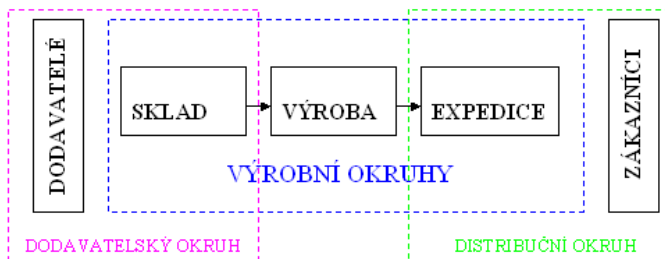 DODAVATELÉ
SKLAD
VÝROBA
EXPEDICE
ZÁKAZNÍCI
VÝROBNÍ OKRUHY
DODAVATELSKÝ OKRUH
DISTRIBUČNÍ OKRUH